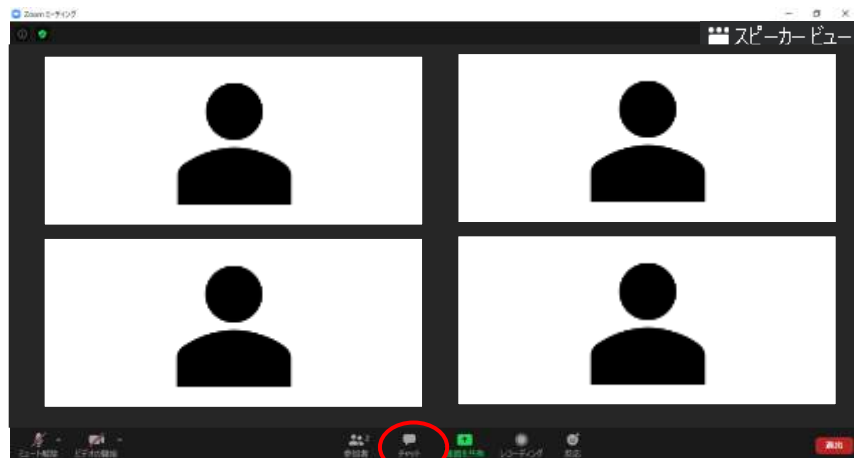 Zoom ミーティング
スピーカー ビュー
ミュート解除
ビデオの開始
参加者
2
チャット
画面を共有
レコーディング
反応
退出